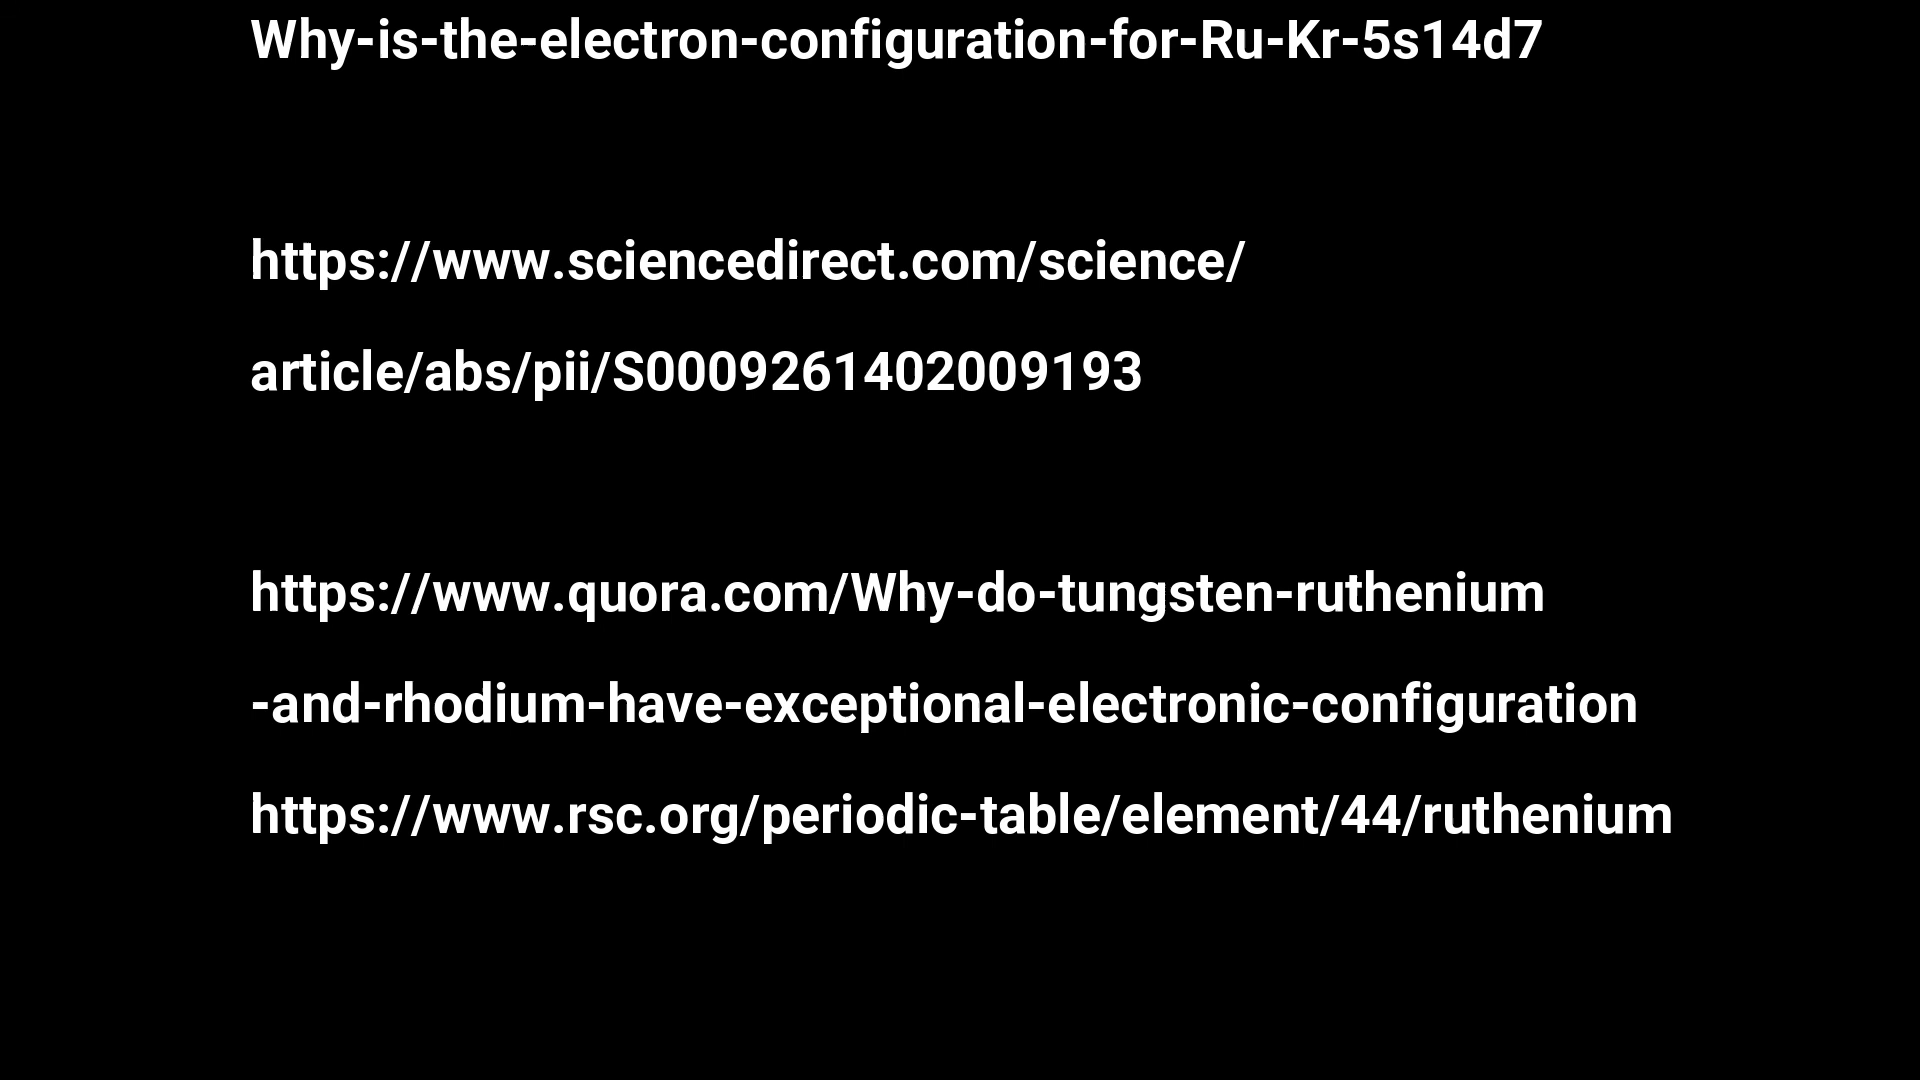 Why-is-the-electron-configuration-for-Ru-Kr-5s14d7
https://www.sciencedirect.com/science/
article/abs/pii/S0009261402009193
https://www.quora.com/Why-do-tungsten-ruthenium
-and-rhodium-have-exceptional-electronic-configuration
https://www.rsc.org/periodic-table/element/44/ruthenium